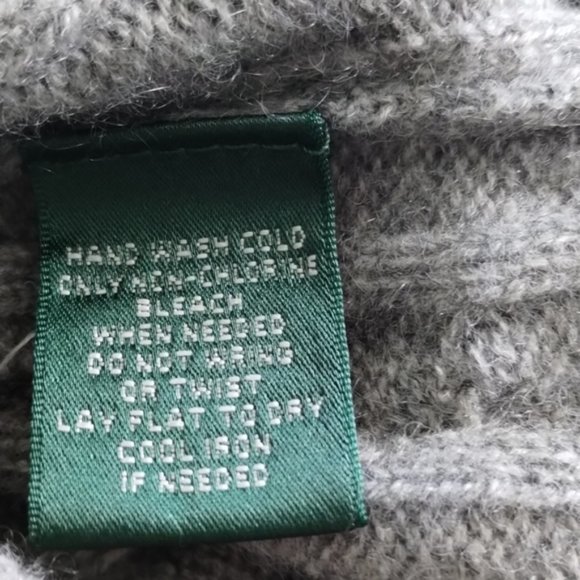 HAND WASH COLD
ONLY NON-CHLORINE
BLEACH
WHEN NEEDED
DO NOT WRING
OR TWIST
LAY FLAT TO DRY
COOL IRON
IF NEEDED